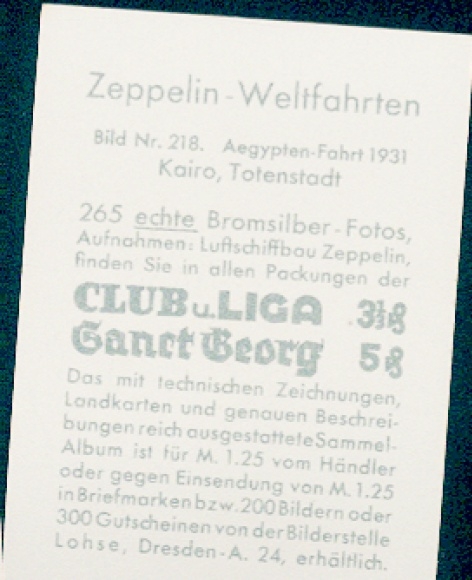 Zeppelin-Weltfahrten
Bild Nr. 218. Aegypten-Fahrt 1931
Kairo, Totenstadt
265 echte Bromsilber-Fotos,
Aufnahmen: Luftschiffbau Zeppelin,
finden Sie in allen Packungen der
CLUB u. LIGA 3⅓ ₰
Sanct Georg 5 ₰
Das mit technischen Zeichnungen,
Landkarten und genauen Beschrei-
bungen reich ausgestattete Sammel-
Album ist für M. 1.25 vom Händler
oder gegen Einsendung von M. 1.25
in Briefmarken bzw. 200 Bildern oder
300 Gutscheinen von der Bilderstelle
Lohse, Dresden-A. 24, erhältlich.